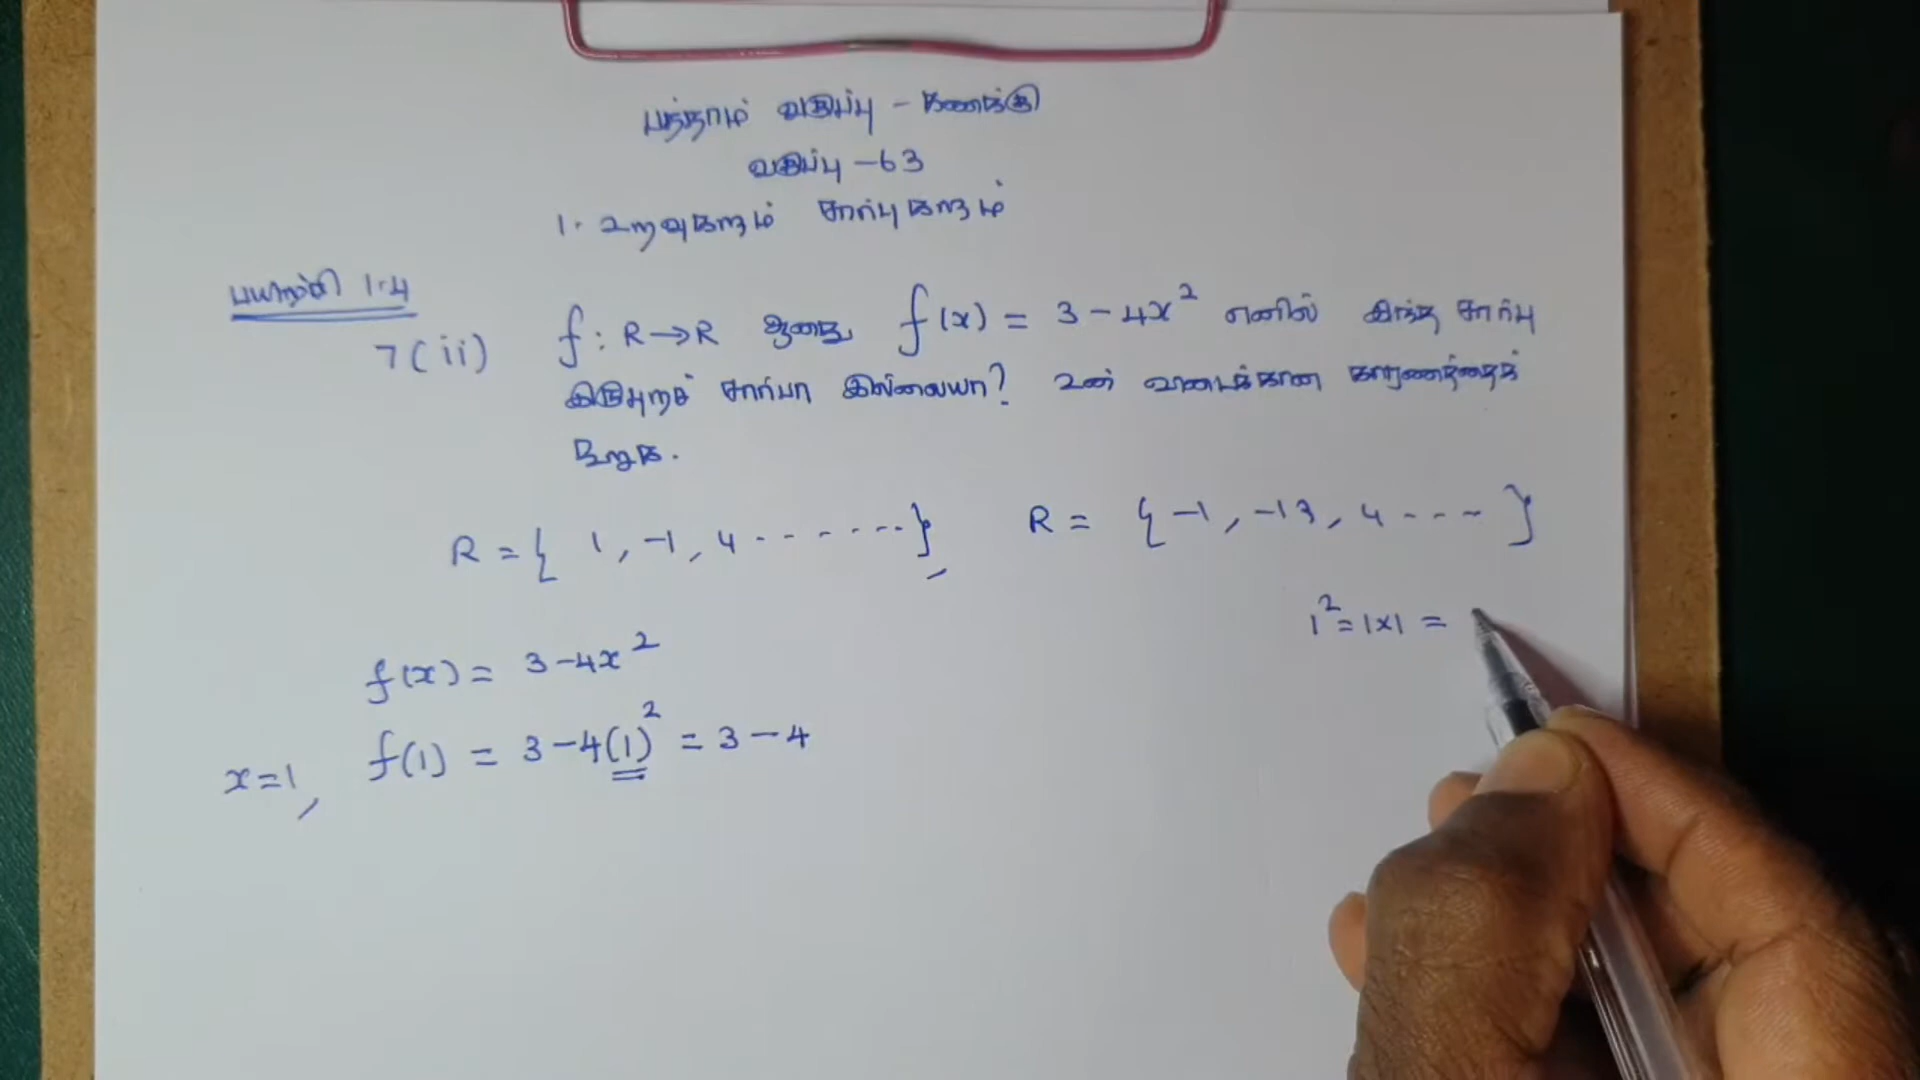 பத்தாம் வகுப்பு - கணக்கு
வகுப்பு - 63
1. உறவுகளும் சார்புகளும்
பயிற்சி 1.4
7(ii) f : R→R ஆனது f(x) = 3 - 4x² எனில் இந்த சார்பு
இருபுறச் சார்பா இல்லையா? உன் விடைக்கான காரணத்தைக்
கூறுக.
R = { 1, -1, 4 - - - - - - - }, R = { -1, -13, 4 - - - - }
1² = 1x1 =
f(x) = 3 - 4x²
x = 1, f(1) = 3 - 4(1)² = 3 - 4